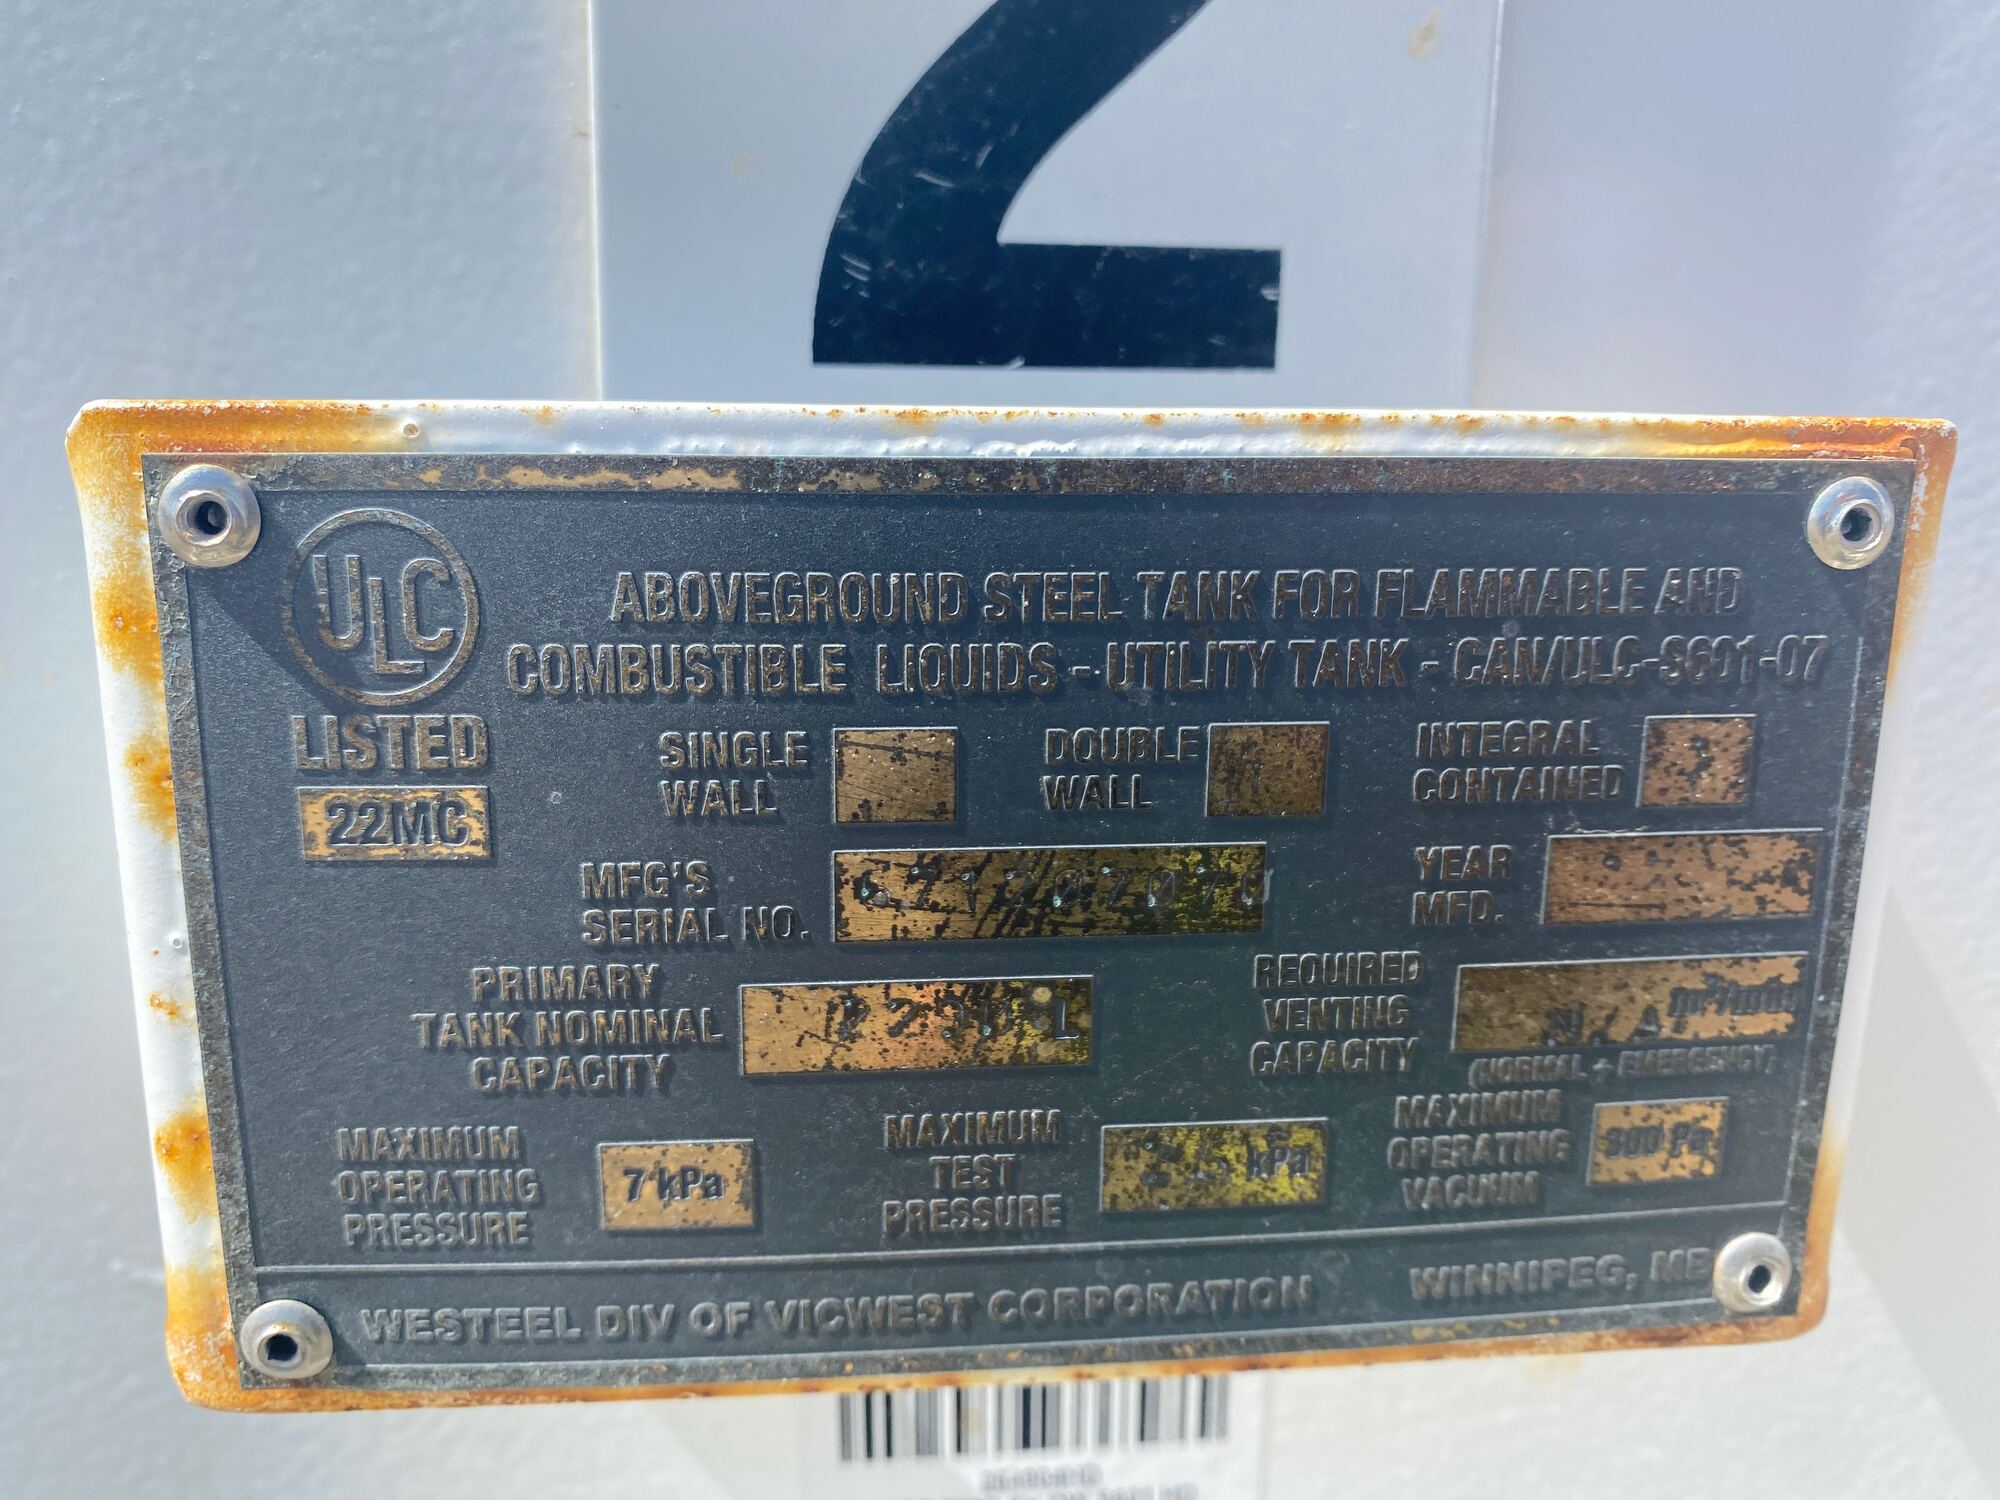 2
ULC
LISTED
22MC
ABOVEGROUND STEEL TANK FOR FLAMMABLE AND
COMBUSTIBLE LIQUIDS - UTILITY TANK - CAN/ULC-S601-07
SINGLE
WALL
DOUBLE
WALL
INTEGRAL
CONTAINED
MFG'S
SERIAL NO.
YEAR
MFD.
PRIMARY
TANK NOMINAL
CAPACITY
L
REQUIRED
VENTING
CAPACITY
N/A m³/min
(NORMAL + EMERGENCY)
MAXIMUM
OPERATING
PRESSURE
7 kPa
MAXIMUM
TEST
PRESSURE
kPa
MAXIMUM
OPERATING
VACUUM
300 Pa
WESTEEL DIV OF VICWEST CORPORATION WINNIPEG, MB